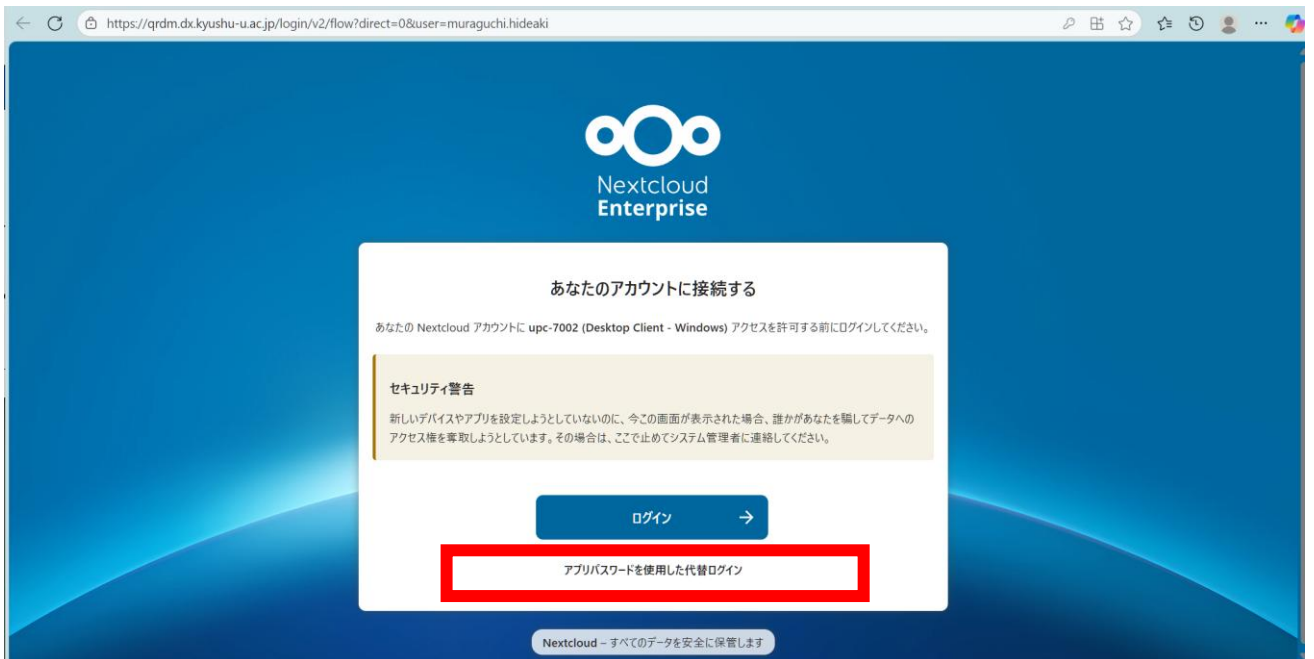 https://qrdm.dx.kyushu-u.ac.jp/login/v2/flow?direct=0&user=muraguchi.hideaki
Nextcloud
Enterprise
あなたのアカウントに接続する
あなたの Nextcloud アカウントに upc-7002 (Desktop Client - Windows) アクセスを許可する前にログインしてください。
セキュリティ警告
新しいデバイスやアプリを設定しようとしていないのに、今この画面が表示された場合、誰かがあなたを騙してデータへの
アクセス権を奪取しようとしています。その場合は、ここで止めてシステム管理者に連絡してください。
ログイン
アプリパスワードを使用した代替ログイン
Nextcloud – すべてのデータを安全に保管します